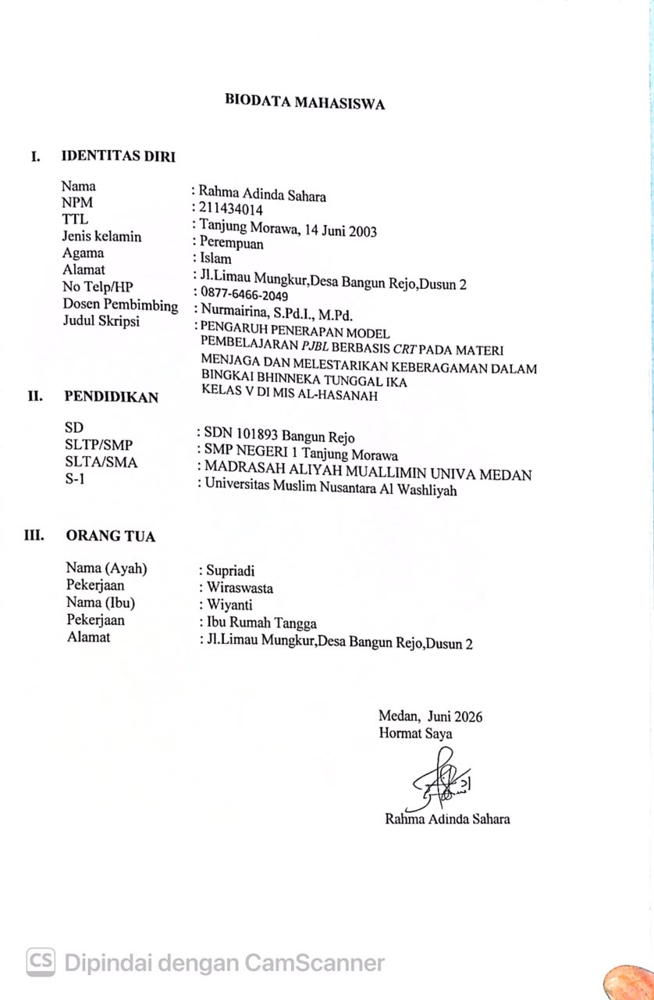 BIODATA MAHASISWA
I. IDENTITAS DIRI
Nama : Rahma Adinda Sahara
NPM : 211434014
TTL : Tanjung Morawa, 14 Juni 2003
Jenis kelamin : Perempuan
Agama : Islam
Alamat : Jl.Limau Mungkur,Desa Bangun Rejo,Dusun 2
No Telp/HP : 0877-6466-2049
Dosen Pembimbing : Nurmairina, S.Pd.I., M.Pd.
Judul Skripsi : PENGARUH PENERAPAN MODEL
PEMBELAJARAN PJBL BERBASIS CRT PADA MATERI
MENJAGA DAN MELESTARIKAN KEBERAGAMAN DALAM
BINGKAI BHINNEKA TUNGGAL IKA
KELAS V DI MIS AL-HASANAH
II. PENDIDIKAN
SD : SDN 101893 Bangun Rejo
SLTP/SMP : SMP NEGERI 1 Tanjung Morawa
SLTA/SMA : MADRASAH ALIYAH MUALLIMIN UNIVA MEDAN
S-1 : Universitas Muslim Nusantara Al Washliyah
III. ORANG TUA
Nama (Ayah) : Supriadi
Pekerjaan : Wiraswasta
Nama (Ibu) : Wiyanti
Pekerjaan : Ibu Rumah Tangga
Alamat : Jl.Limau Mungkur,Desa Bangun Rejo,Dusun 2
Medan, Juni 2026
Hormat Saya
Rahma Adinda Sahara
CS Dipindai dengan CamScanner